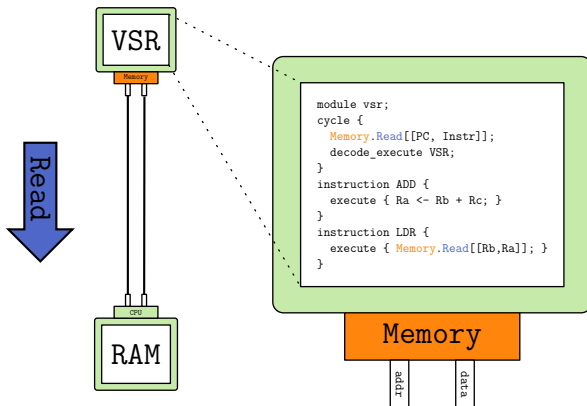 VSR
Memory
Read
CPU
RAM
module vsr;
cycle {
  Memory.Read[[PC, Instr]];
  decode_execute VSR;
}
instruction ADD {
  execute { Ra <- Rb + Rc; }
}
instruction LDR {
  execute { Memory.Read[[Rb,Ra]]; }
}
Memory
addr
data